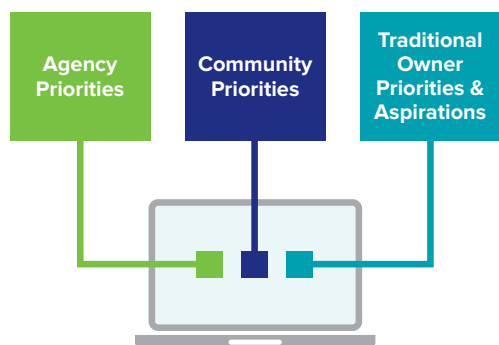 Agency
Priorities
Community
Priorities
Traditional
Owner
Priorities &
Aspirations